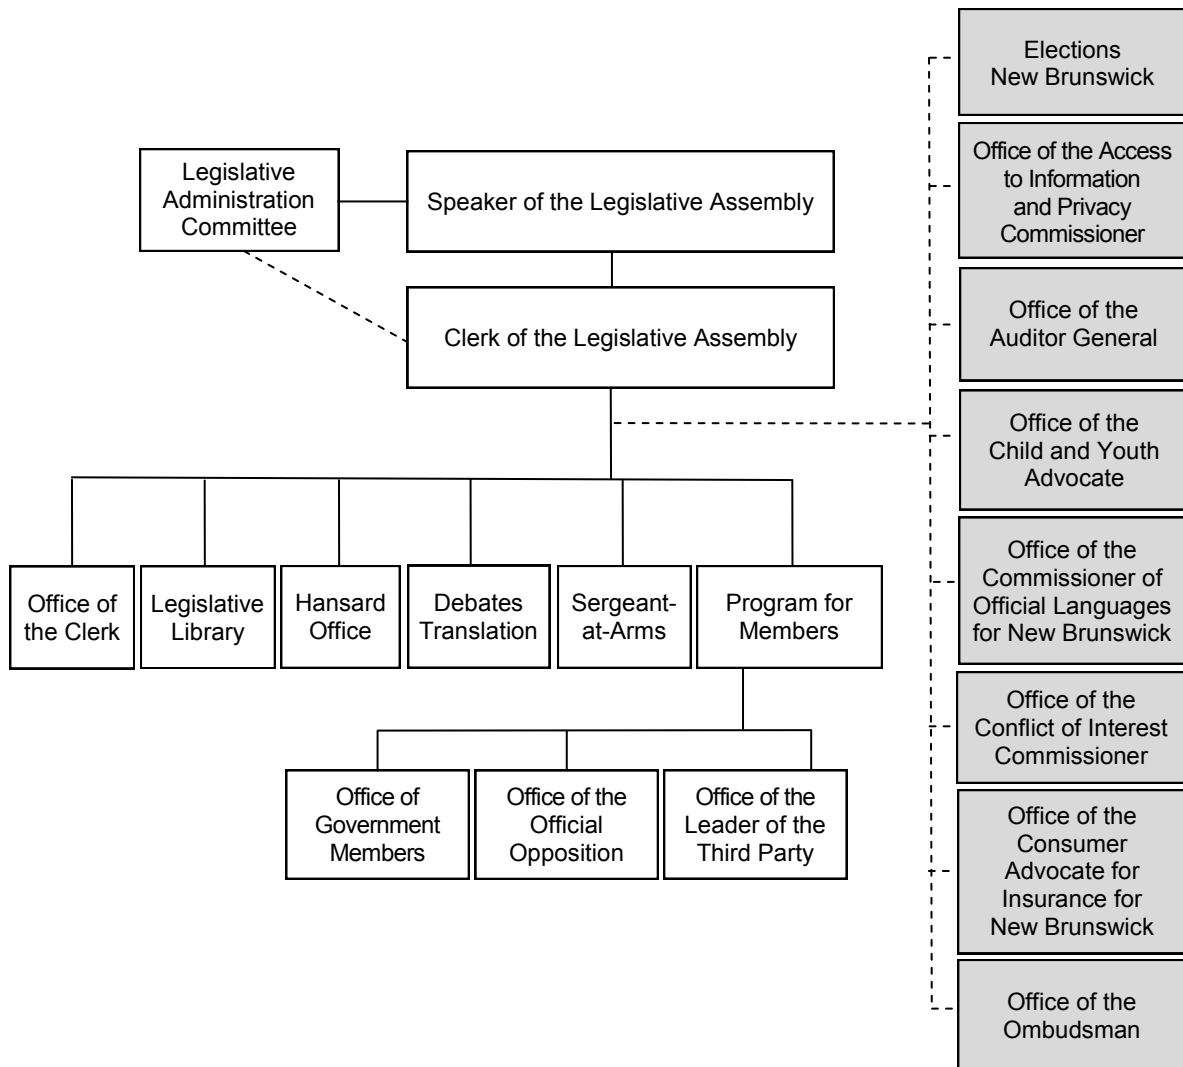 Elections
New Brunswick
Office of the Access
to Information
and Privacy
Commissioner
Legislative
Administration
Committee
Speaker of the Legislative Assembly
Clerk of the Legislative Assembly
Office of the
Auditor General
Office of the
Child and Youth
Advocate
Office of the
Commissioner of
Official Languages
for New Brunswick
Office of
the Clerk
Legislative
Library
Hansard
Office
Debates
Translation
Sergeant-
at-Arms
Program for
Members
Office of the
Conflict of Interest
Commissioner
Office of
Government
Members
Office of the
Official
Opposition
Office of the
Leader of the
Third Party
Office of the
Consumer
Advocate for
Insurance for
New Brunswick
Office of the
Ombudsman